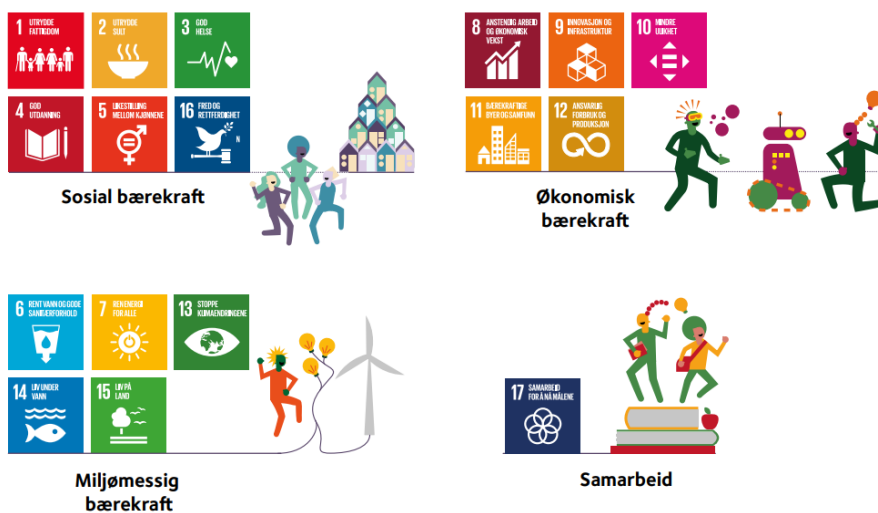 1 UTRYDDE
FATTIGDOM
2 UTRYDDE
SULT
3 GOD
HELSE
4 GOD
UTDANNING
5 LIKESTILLING
MELLOM KJØNNENE
16 FRED OG
RETTFERDIGHET
N
Sosial bærekraft
8 ANSTENDIG ARBEID
OG ØKONOMISK
VEKST
9 INNOVASJON OG
INFRASTRUKTUR
10 MINDRE
ULIKHET
11 BÆREKRAFTIGE
BYER OG SAMFUNN
12 ANSVARLIG
FORBRUK OG
PRODUKSJON
Økonomisk
bærekraft
6 RENT VANN OG GODE
SANITÆRFORHOLD
7 REN ENERGI
FOR ALLE
13 STOPPE
KLIMAENDRINGENE
14 LIV UNDER
VANN
15 LIV PÅ
LAND
Miljømessig
bærekraft
17 SAMARBEID
FOR Å NÅ MÅLENE
Samarbeid